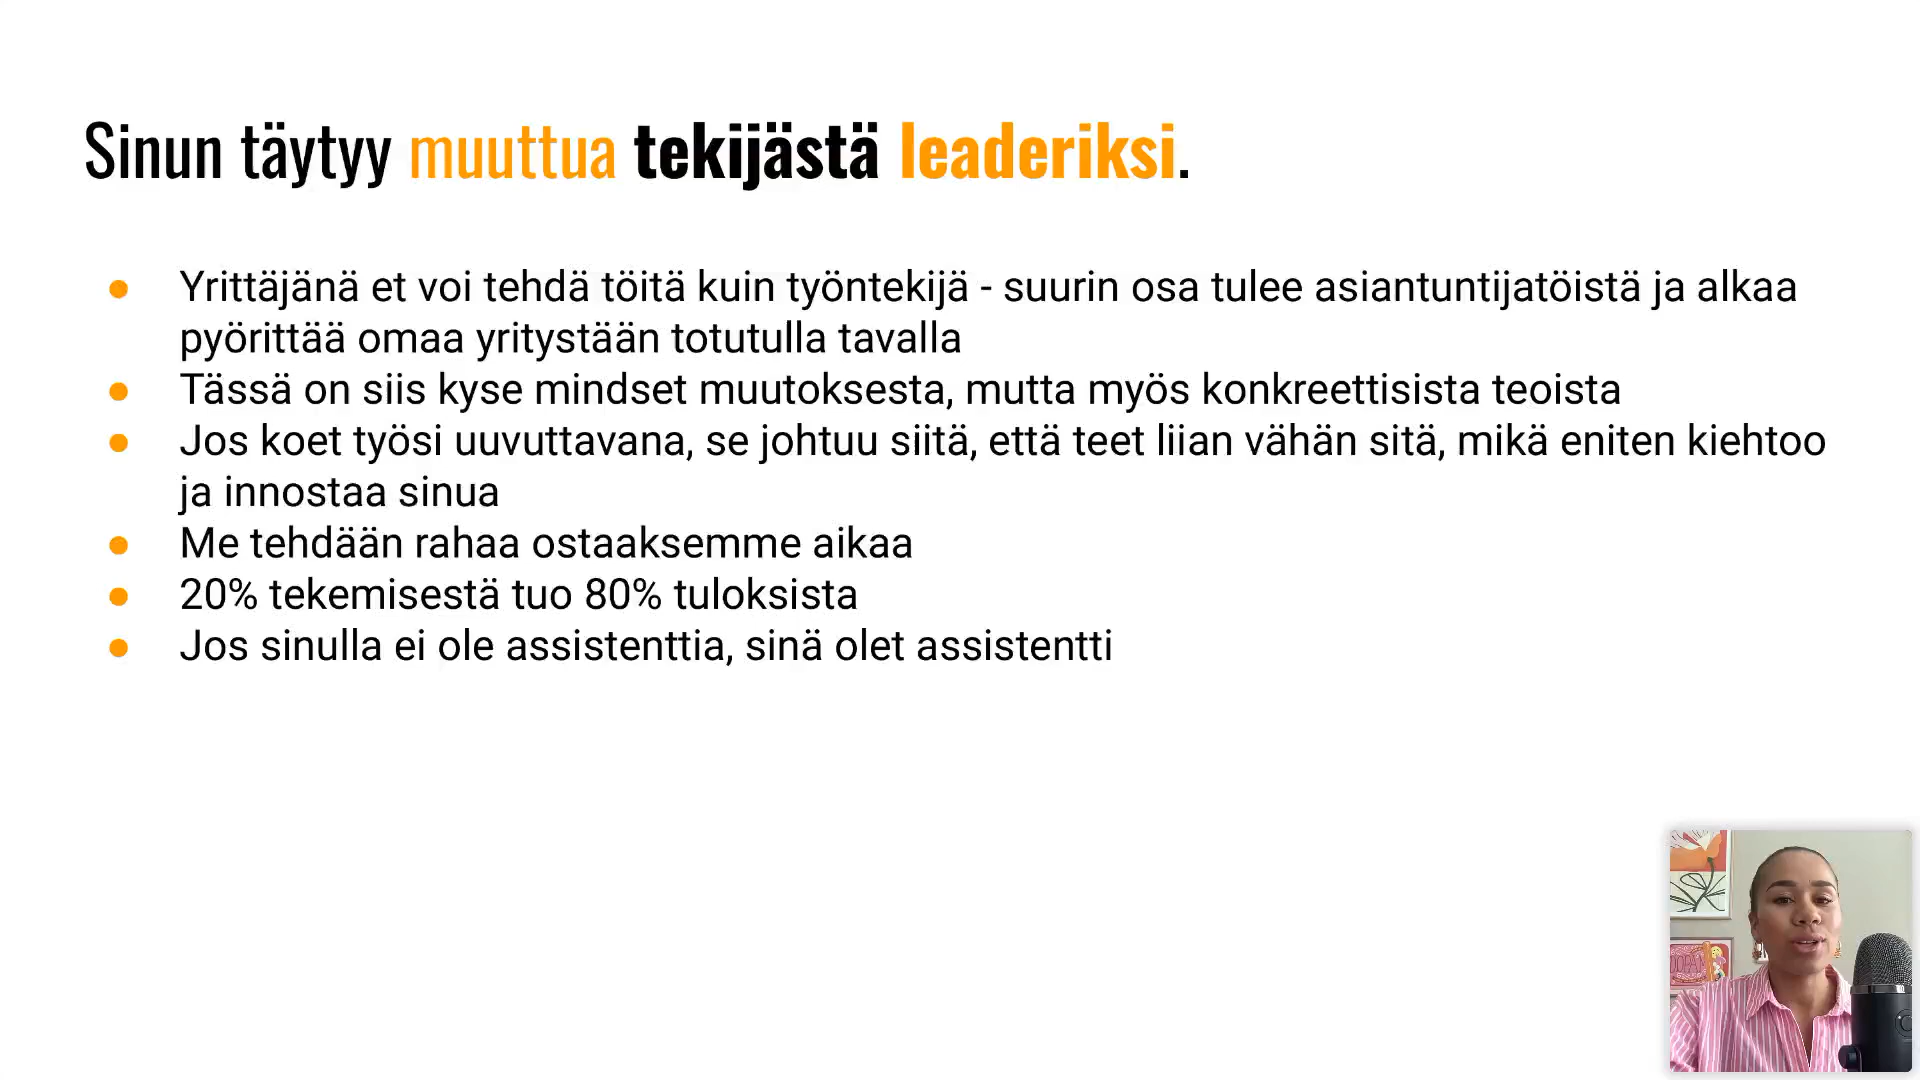 Sinun täytyy muuttua tekijästä leaderiksi.
● Yrittäjänä et voi tehdä töitä kuin työntekijä - suurin osa tulee asiantuntijatöistä ja alkaa
pyörittää omaa yritystään totutulla tavalla
● Tässä on siis kyse mindset muutoksesta, mutta myös konkreettisista teoista
● Jos koet työsi uuvuttavana, se johtuu siitä, että teet liian vähän sitä, mikä eniten kiehtoo
ja innostaa sinua
● Me tehdään rahaa ostaaksemme aikaa
● 20% tekemisestä tuo 80% tuloksista
● Jos sinulla ei ole assistenttia, sinä olet assistentti